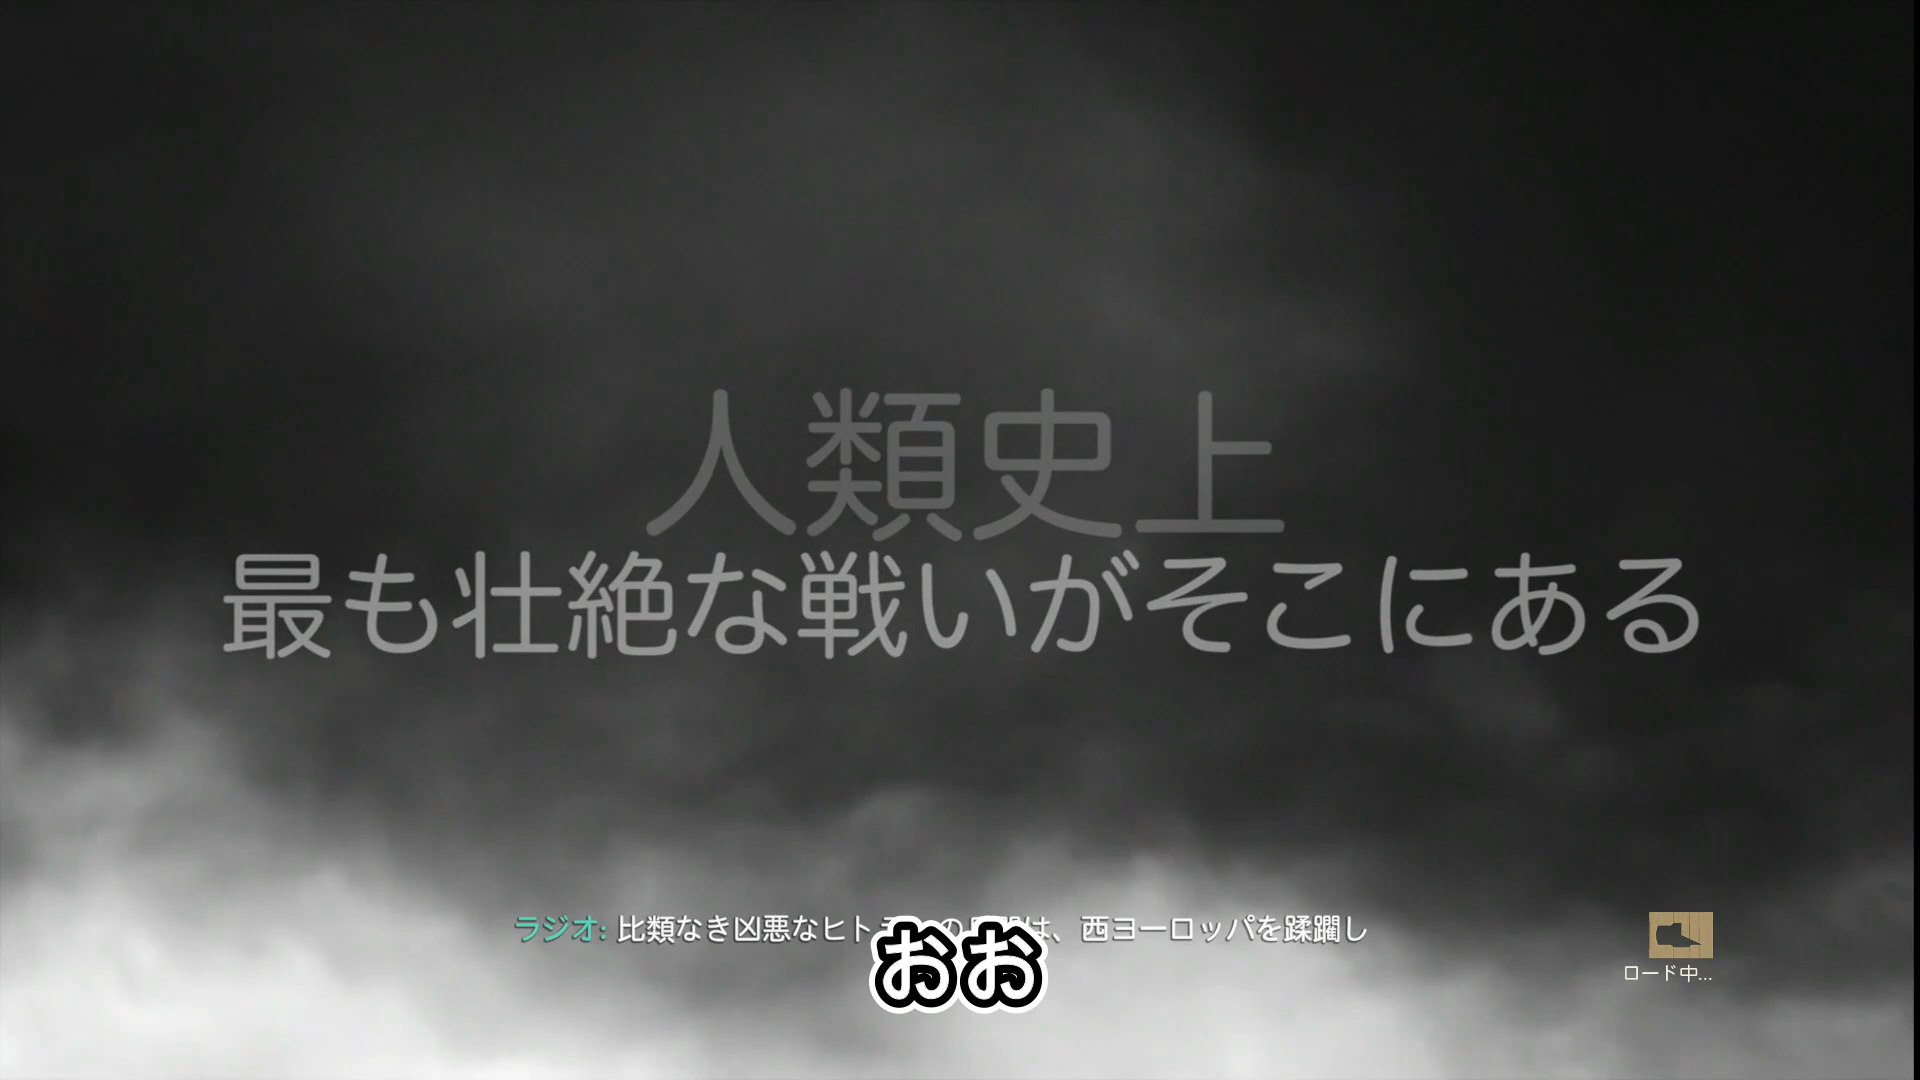 人類史上
最も壮絶な戦いがそこにある
ラジオ: 比類なき凶悪なヒト は、西ヨーロッパを蹂躙し
おお
ロード中...